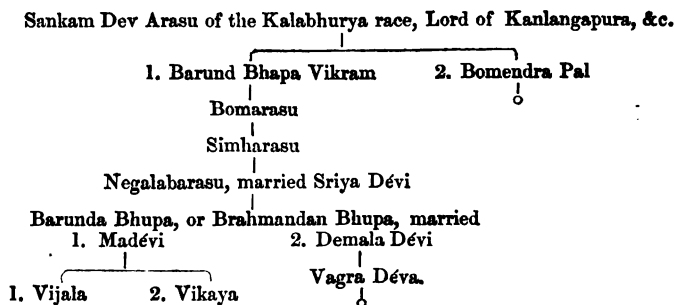 Sankam Dev Arasu of the Kalabhurya race, Lord of Kanlangapura, &c.
1. Barund Bhapa Vikram 2. Bomendra Pal
Bomarasu
Simharasu
Negalabarasu, married Sriya Dévi
Barunda Bhupa, or Brahmandan Bhupa, married
1. Madévi 2. Demala Dévi
Vagra Déva.
1. Vijala 2. Vikaya